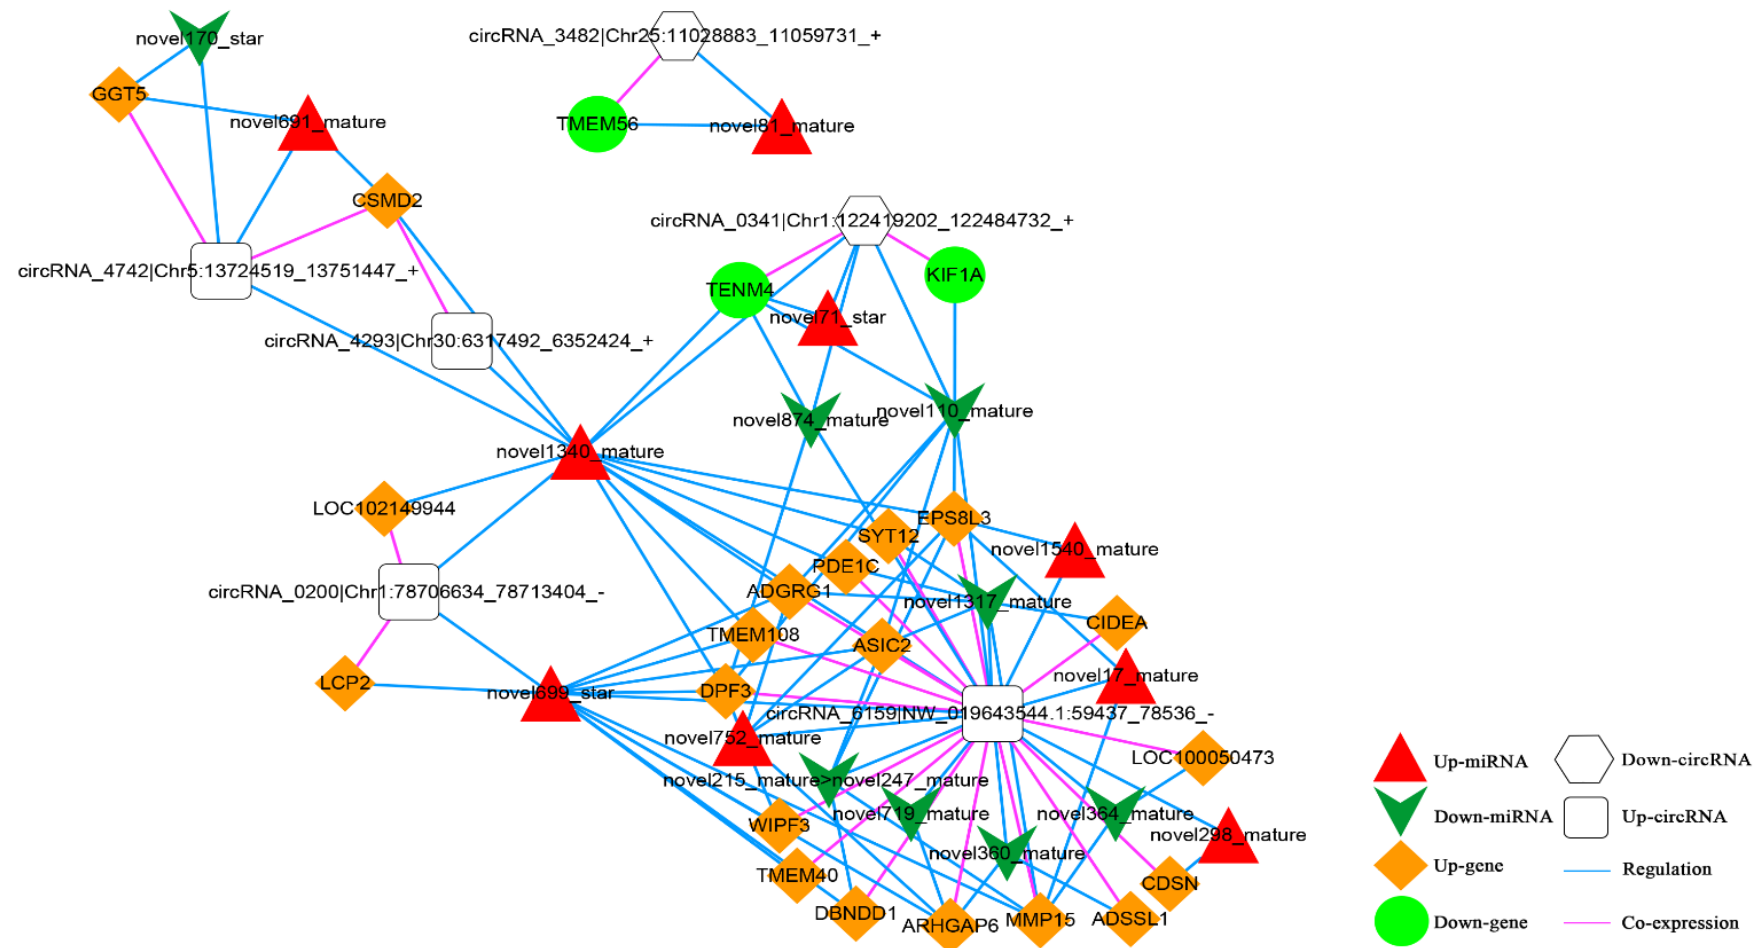 novel170_star
circRNA_3482|Chr25:11028883_11059731_+
GGT5
novel691_mature
TMEM56
novel81_mature
CSMD2
circRNA_0341|Chr1:122419202_122484732_+
circRNA_4742|Chr5:13724519_13751447_+
KIF1A
TENM4
novel71_star
circRNA_4293|Chr30:6317492_6352424_+
novel874_mature
novel110_mature
novel1340_mature
LOC102149944
EPS8L3
SYT12
novel1540_mature
PDE1C
ADGRG1
circRNA_0200|Chr1:78706634_78713404_-
novel1317_mature
CIDEA
TMEM108
ASIC2
novel17_mature
LCP2
novel699_star
DPF3
circRNA_6159|NW_019643544.1:59437_78536_-
novel752_mature
LOC100050473
novel215_mature>novel247_mature
novel719_mature
novel364_mature
WIPF3
novel298_mature
novel360_mature
TMEM40
CDSN
DBNDD1
ARHGAP6
MMP15
ADSSL1
Up-miRNA
Down-circRNA
Down-miRNA
Up-circRNA
Up-gene
Regulation
Down-gene
Co-expression